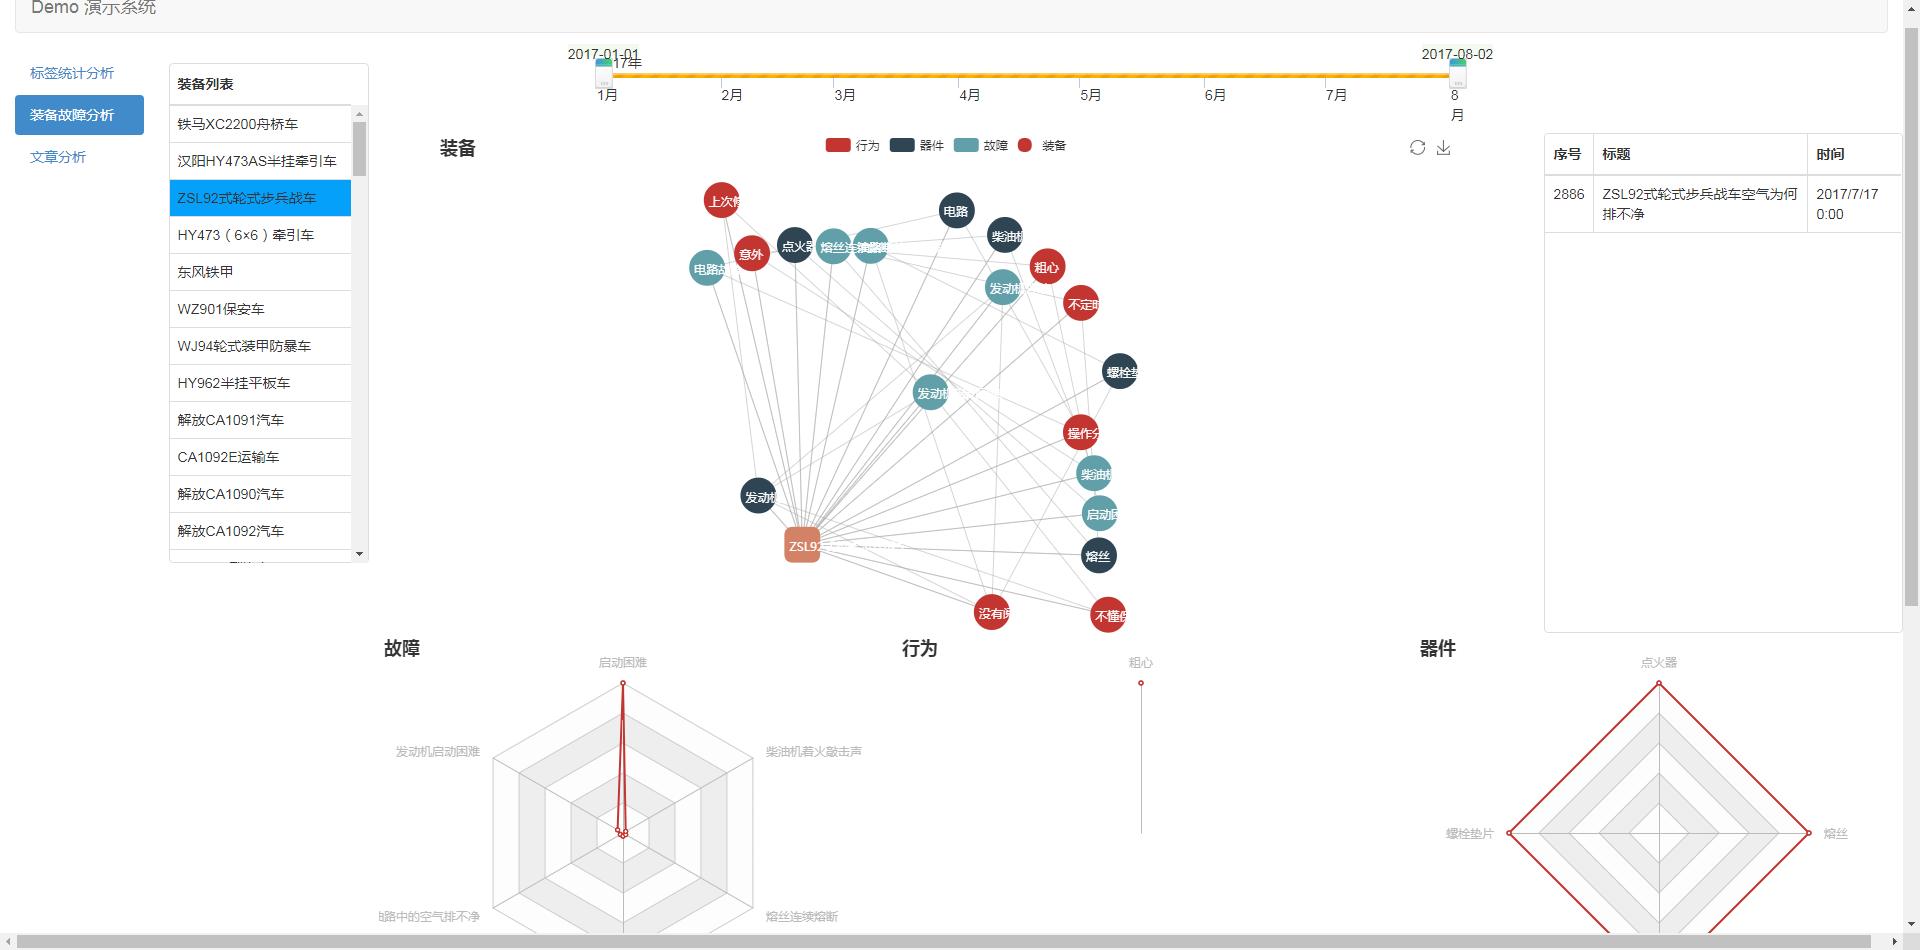 Demo 演示系统
标签统计分析
装备故障分析
文章分析
装备列表
铁马XC2200舟桥车
汉阳HY473AS半挂牵引车
ZSL92式轮式步兵战车
HY473（6×6）牵引车
东风铁甲
WZ901保安车
WJ94轮式装甲防暴车
HY962半挂平板车
解放CA1091汽车
CA1092E运输车
解放CA1090汽车
解放CA1092汽车
2017-01-01
2017-08-02
17年
1月
2月
3月
4月
5月
6月
7月
8
月
装备
行为
器件
故障
装备
上次
电路
意外
点火器
熔丝连
柴油机
电路故
粗心
发动机
不定时
螺栓垫
发动机
操作
柴油机
发动机
启动困
ZSL92
熔丝
没有
不懂
序号
标题
时间
2886
ZSL92式轮式步兵战车空气为何
排不净
2017/7/17
0:00
故障
启动困难
发动机启动困难
柴油机着火敲击声
路中的空气排不净
熔丝连续熔断
行为
粗心
器件
点火器
螺栓垫片
熔丝